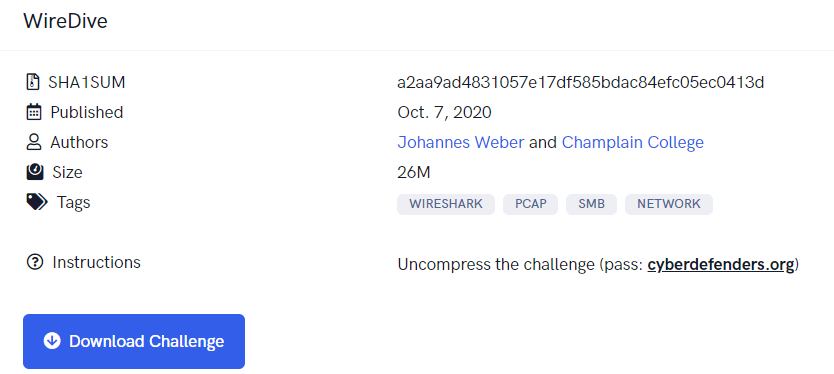 WireDive
SHA1SUM a2aa9ad4831057e17df585bdac84efc05ec0413d
Published Oct. 7, 2020
Authors Johannes Weber and Champlain College
Size 26M
Tags WIRESHARK PCAP SMB NETWORK
Instructions Uncompress the challenge (pass: cyberdefenders.org)
Download Challenge